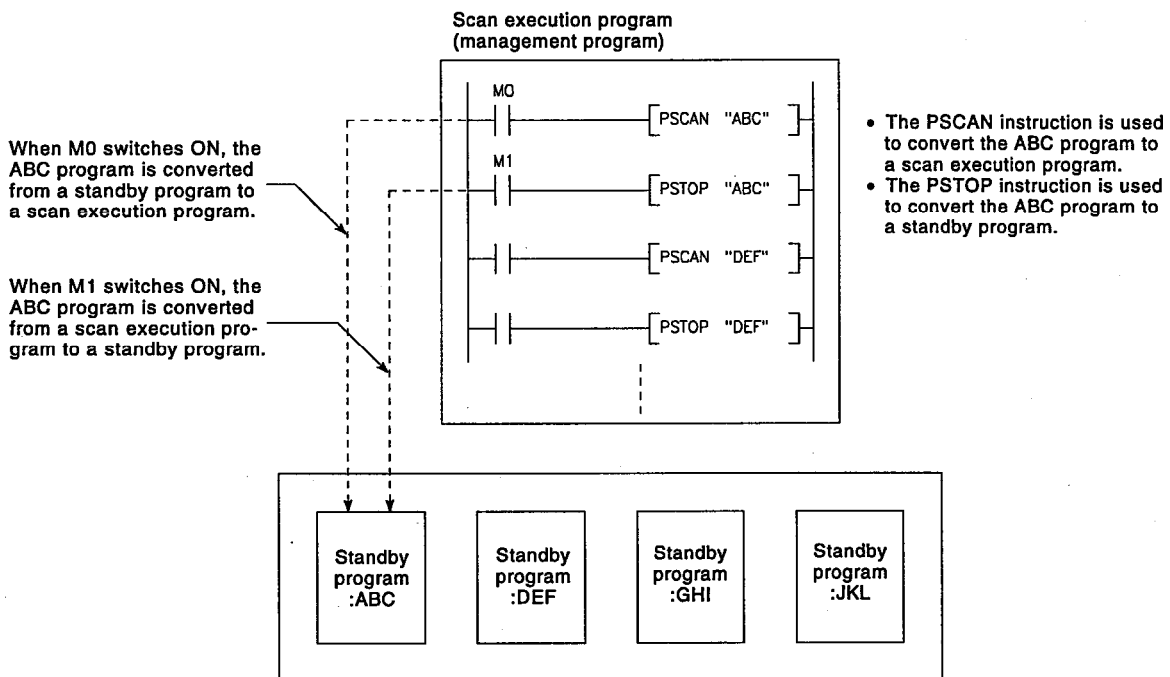 Scan execution program
(management program)
M0
PSCAN "ABC"
M1
PSTOP "ABC"
PSCAN "DEF"
PSTOP "DEF"
When M0 switches ON, the
ABC program is converted
from a standby program to
a scan execution program.
When M1 switches ON, the
ABC program is converted
from a scan execution pro-
gram to a standby program.
• The PSCAN instruction is used
to convert the ABC program to
a scan execution program.
• The PSTOP instruction is used
to convert the ABC program to
a standby program.
Standby
program
:ABC
Standby
program
:DEF
Standby
program
:GHI
Standby
program
:JKL